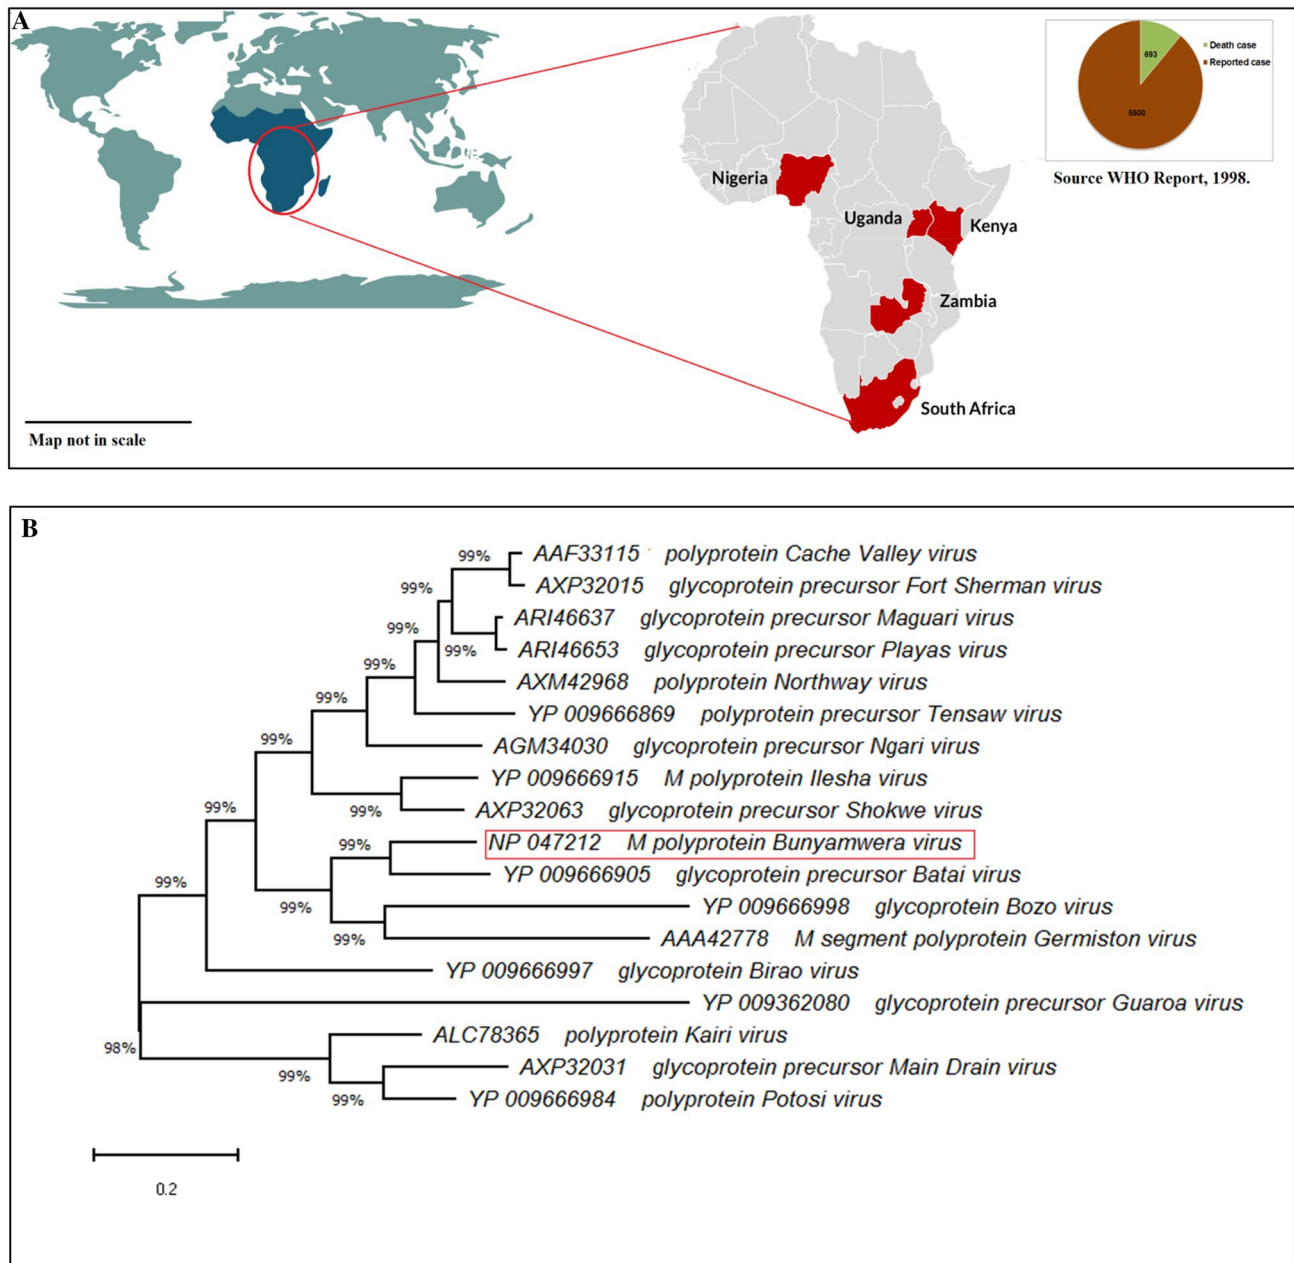 A
Death case
693
Reported case
5500
Source WHO Report, 1998.
Nigeria
Uganda
Kenya
Zambia
South Africa
Map not in scale
B
99% AAF33115 polyprotein Cache Valley virus
99% AXP32015 glycoprotein precursor Fort Sherman virus
ARI46637 glycoprotein precursor Maguari virus
99%
99% ARI46653 glycoprotein precursor Playas virus
99% AXM42968 polyprotein Northway virus
99% YP 009666869 polyprotein precursor Tensaw virus
99% AGM34030 glycoprotein precursor Ngari virus
YP 009666915 M polyprotein Ilesha virus
99%
99% AXP32063 glycoprotein precursor Shokwe virus
99% NP 047212 M polyprotein Bunyamwera virus
99% YP 009666905 glycoprotein precursor Batai virus
99% YP 009666998 glycoprotein Bozo virus
99% AAA42778 M segment polyprotein Germiston virus
YP 009666997 glycoprotein Birao virus
YP 009362080 glycoprotein precursor Guaroa virus
ALC78365 polyprotein Kairi virus
98%
99% AXP32031 glycoprotein precursor Main Drain virus
99% YP 009666984 polyprotein Potosi virus
0.2